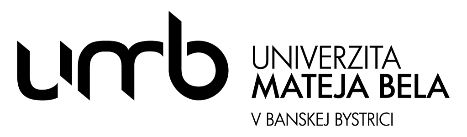 umb
UNIVERZITA
MATEJA BELA
V BANSKEJ BYSTRICI